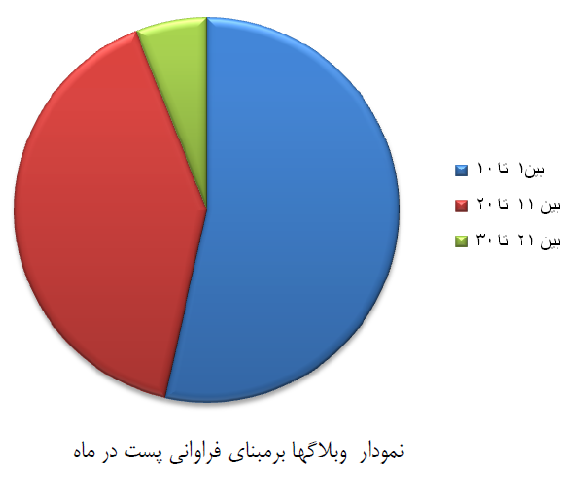 بین۱ تا ۱۰
بین ۱۱ تا ۲۰
بین ۲۱ تا ۳۰
نمودار وبلاگها برمبنای فراوانی پست در ماه